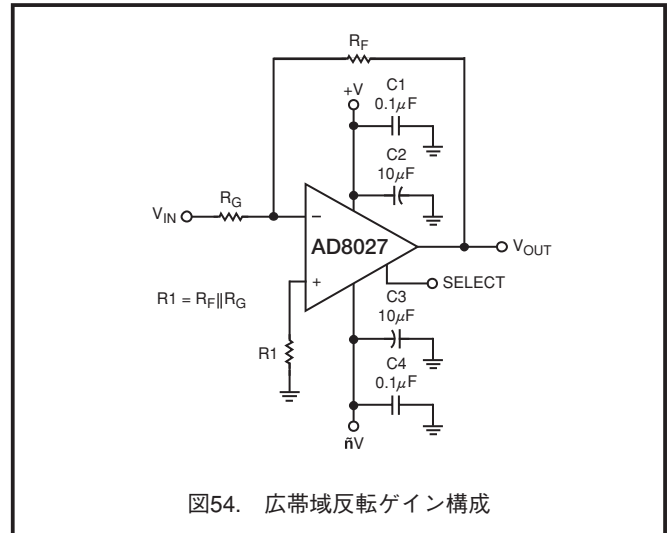 RF
+V
C1
0.1μF
C2
10μF
RG
VIN
−
AD8027
VOUT
+
SELECT
R1 = RF||RG
C3
10μF
R1
C4
0.1μF
ñV
図54. 広帯域反転ゲイン構成